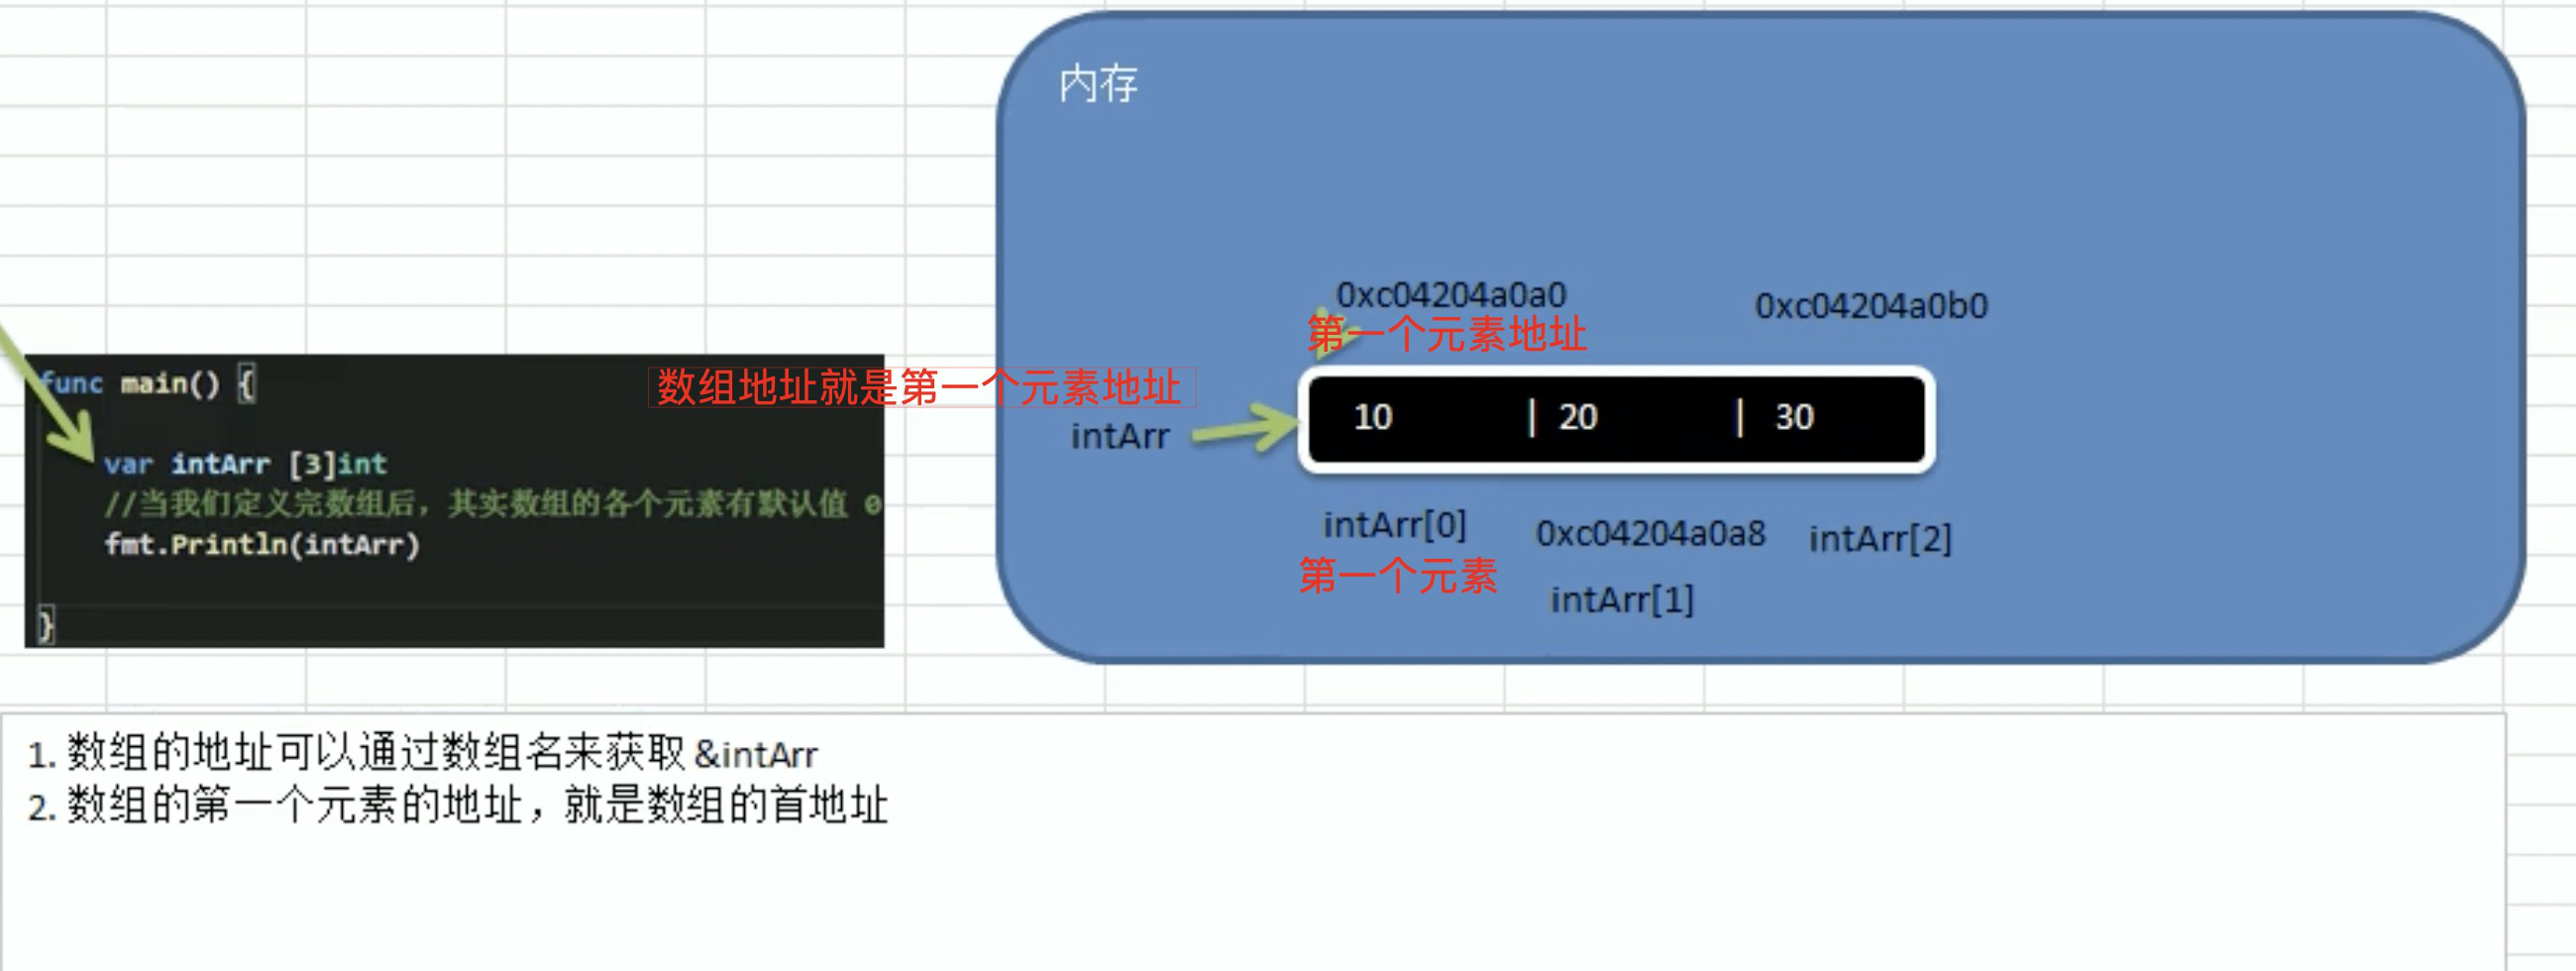 内存
0xc04204a0a0
0xc04204a0b0
第一个元素地址
func main() {
数组地址就是第一个元素地址
10 | 20 | 30
intArr
var intArr [3]int
//当我们定义完数组后，其实数组的各个元素有默认值 0
fmt.Println(intArr)
}
intArr[0]
0xc04204a0a8
intArr[2]
第一个元素
intArr[1]
1. 数组的地址可以通过数组名来获取 &intArr
2. 数组的第一个元素的地址，就是数组的首地址